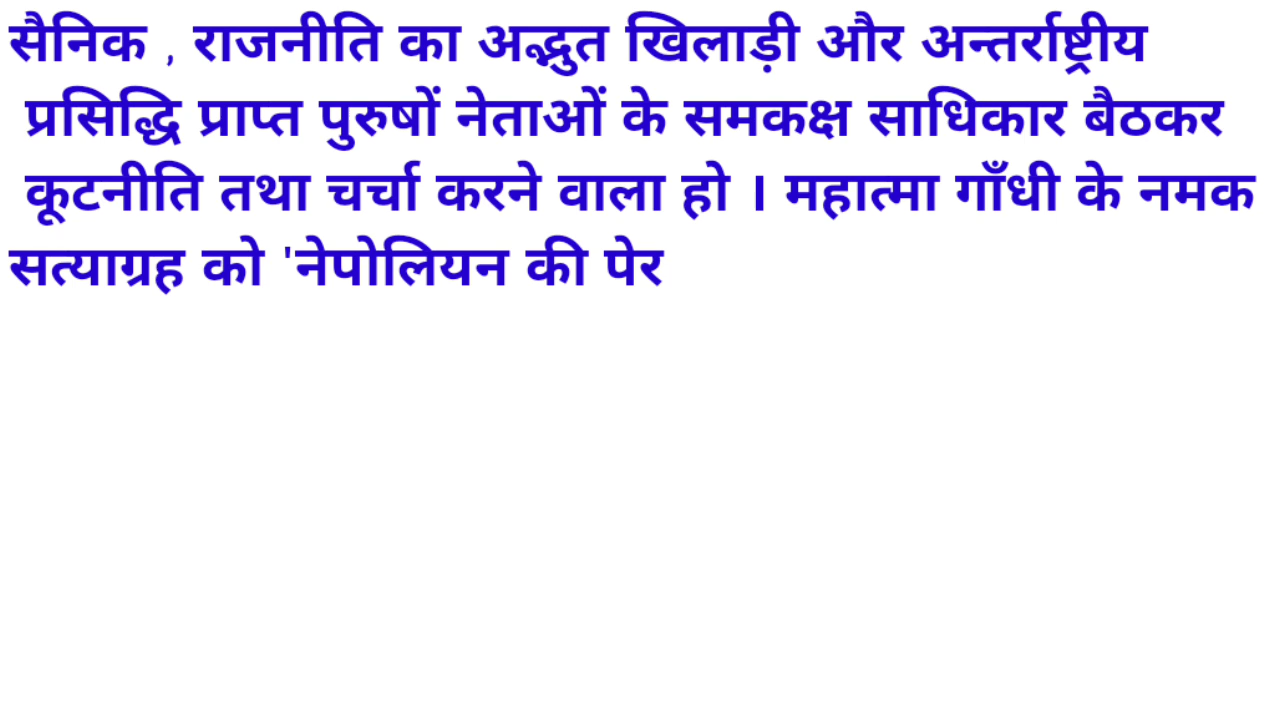 सैनिक , राजनीति का अद्भुत खिलाड़ी और अन्तर्राष्ट्रीय
प्रसिद्धि प्राप्त पुरुषों नेताओं के समकक्ष साधिकार बैठकर
कूटनीति तथा चर्चा करने वाला हो । महात्मा गाँधी के नमक
सत्याग्रह को 'नेपोलियन की पेर